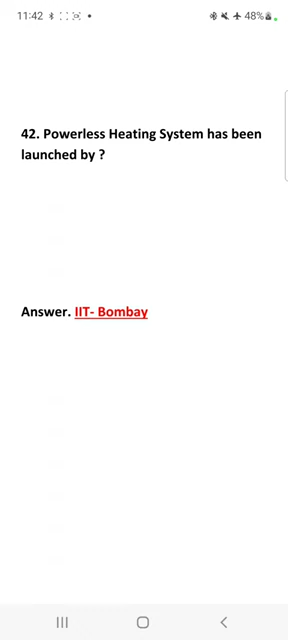 11:42
48%
42. Powerless Heating System has been
launched by ?
Answer. IIT- Bombay